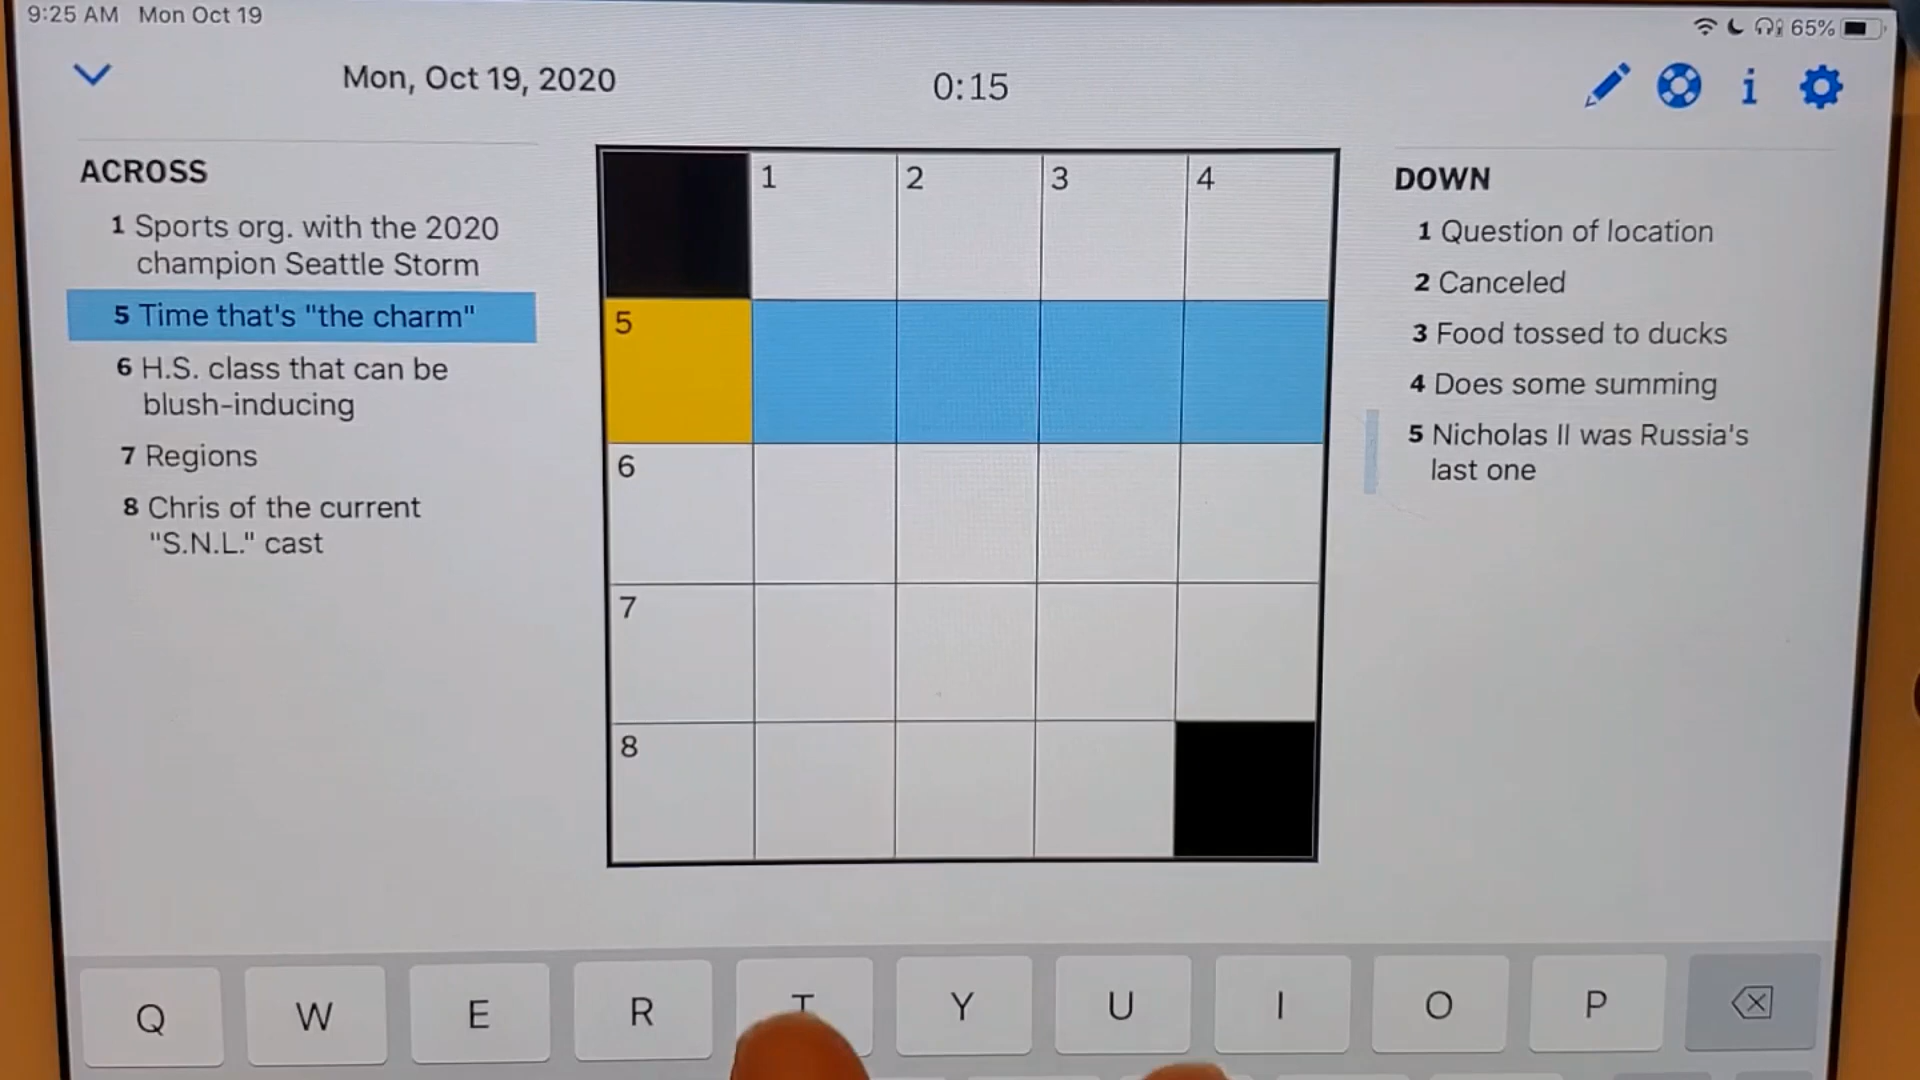 9:25 AM Mon Oct 19
65%
Mon, Oct 19, 2020
0:15
i
ACROSS
1 Sports org. with the 2020
champion Seattle Storm
5 Time that's "the charm"
6 H.S. class that can be
blush-inducing
7 Regions
8 Chris of the current
"S.N.L." cast
1
2
3
4
5
6
7
8
DOWN
1 Question of location
2 Canceled
3 Food tossed to ducks
4 Does some summing
5 Nicholas II was Russia's
last one
Q W E R T Y U I O P